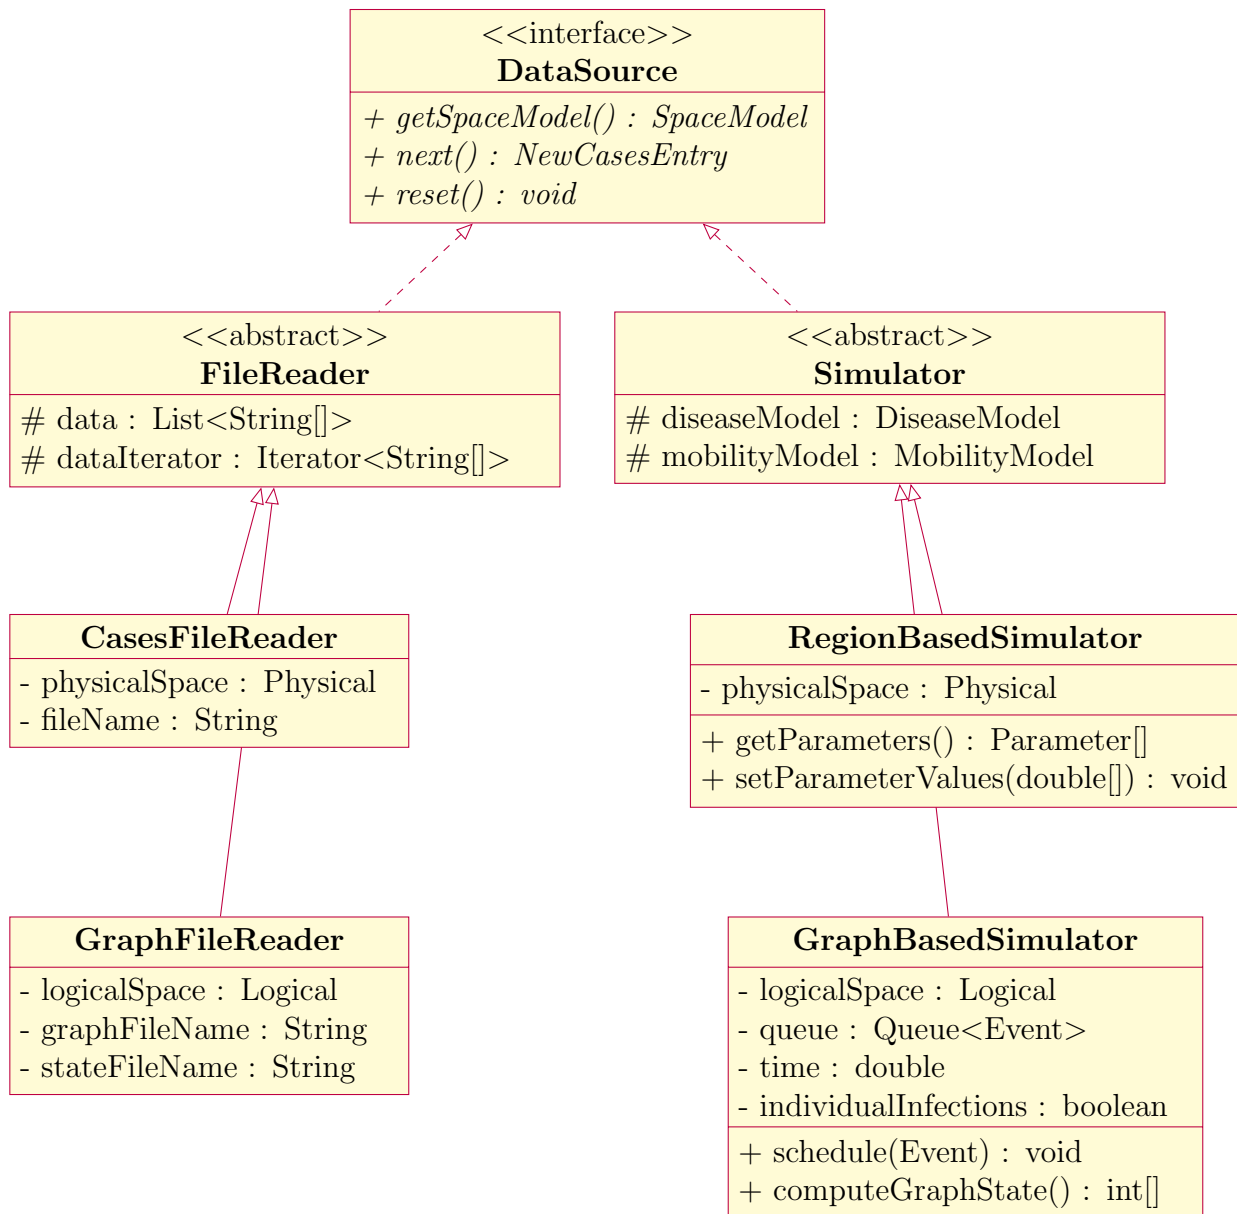 <<interface>>
DataSource
+ getSpaceModel() : SpaceModel
+ next() : NewCasesEntry
+ reset() : void
<<abstract>>
FileReader
# data : List<String[]>
# dataIterator : Iterator<String[]>
<<abstract>>
Simulator
# diseaseModel : DiseaseModel
# mobilityModel : MobilityModel
CasesFileReader
- physicalSpace : Physical
- fileName : String
RegionBasedSimulator
- physicalSpace : Physical
+ getParameters() : Parameter[]
+ setParameterValues(double[]) : void
GraphFileReader
- logicalSpace : Logical
- graphFileName : String
- stateFileName : String
GraphBasedSimulator
- logicalSpace : Logical
- queue : Queue<Event>
- time : double
- individualInfections : boolean
+ schedule(Event) : void
+ computeGraphState() : int[]